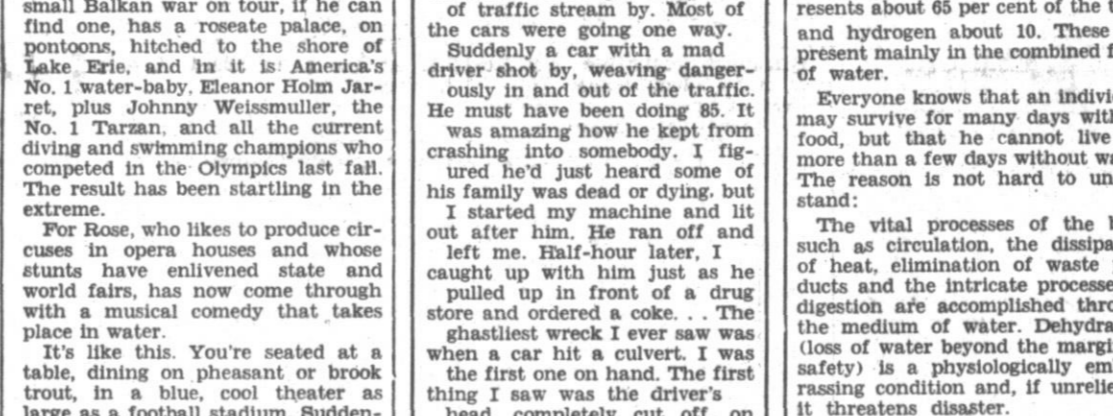 small Balkan war on tour, if he can
find one, has a roseate palace, on
pontoons, hitched to the shore of
Lake Erie, and in it is America's
No. 1 water-baby, Eleanor Holm Jar-
ret, plus Johnny Weissmuller, the
No. 1 Tarzan, and all the current
diving and swimming champions who
competed in the Olympics last fall.
The result has been startling in the
extreme.
For Rose, who likes to produce cir-
cuses in opera houses and whose
stunts have enlivened state and
world fairs, has now come through
with a musical comedy that takes
place in water.
It's like this. You're seated at a
table, dining on pheasant or brook
trout, in a blue, cool theater as
large as a football stadium. Sudden-
of traffic stream by. Most of
the cars were going one way.
Suddenly a car with a mad
driver shot by, weaving danger-
ously in and out of the traffic.
He must have been doing 85. It
was amazing how he kept from
crashing into somebody. I fig-
ured he'd just heard some of
his family was dead or dying, but
I started my machine and lit
out after him. He ran off and
left me. Half-hour later, I
caught up with him just as he
pulled up in front of a drug
store and ordered a coke. . . The
ghastliest wreck I ever saw was
when a car hit a culvert. I was
the first one on hand. The first
thing I saw was the driver's
head, completely cut off, on
resents about 65 per cent of the
and hydrogen about 10. These
present mainly in the combined
of water.
Everyone knows that an indivi
may survive for many days with
food, but that he cannot live
more than a few days without wa
The reason is not hard to un
stand:
The vital processes of the
such as circulation, the dissipa
of heat, elimination of waste
ducts and the intricate processe
digestion are accomplished thr
the medium of water. Dehydra
(loss of water beyond the margi
safety) is a physiologically em
rassing condition and, if unrelie
it threatens disaster.